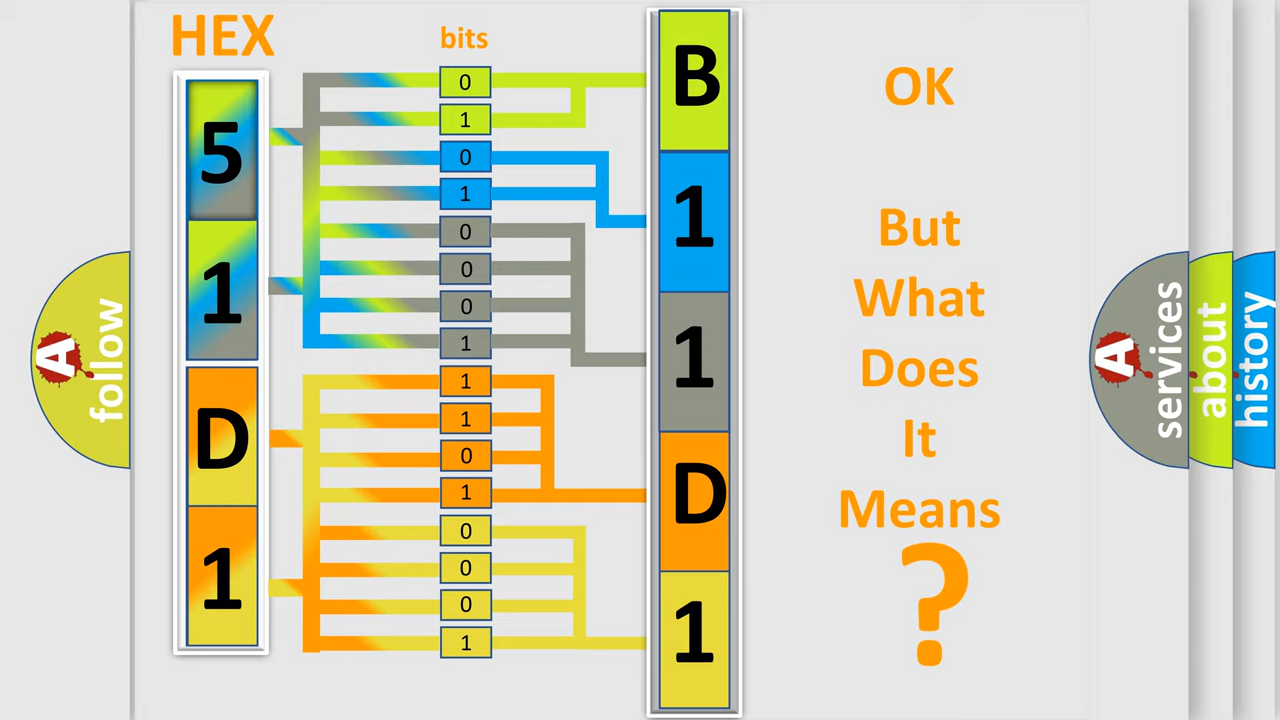 HEX
bits
5
1
D
1
0
1
0
1
0
0
0
1
1
1
0
1
0
0
0
1
B
1
1
D
1
OK
But
What
Does
It
Means
?
A
follow
A
services
about
history